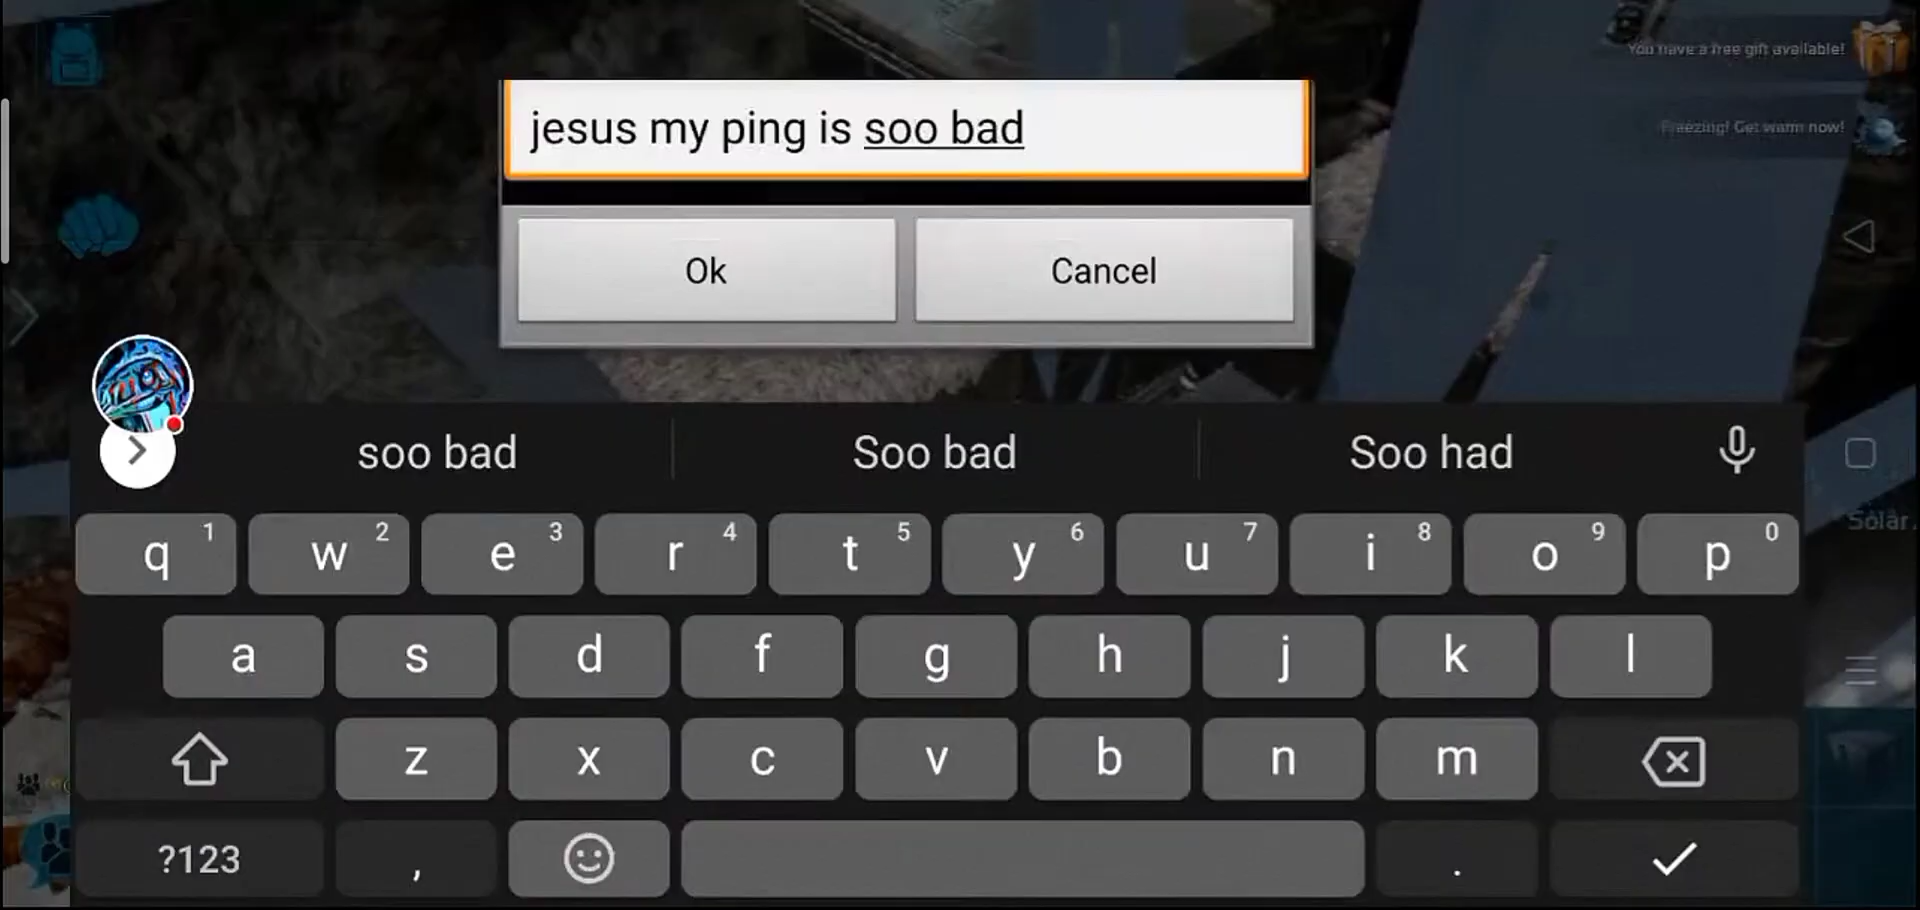 You have a free gift available!
jesus my ping is soo bad
Freezing! Get warm now!
Ok
Cancel
soo bad
Soo bad
Soo had
q 1 w 2 e 3 r 4 t 5 y 6 u 7 i 8 o 9 p 0
Solar.
a s d f g h j k l
z x c v b n m
?123 , .